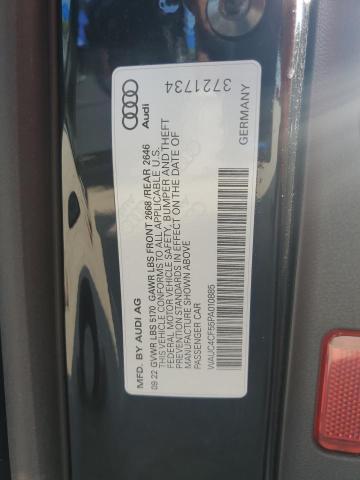 Audi
3721734
MFD. BY AUDI AG
09.22 GVWR LBS 5170 GAWR LBS FRONT 2668 /REAR 2646
THIS VEHICLE CONFORMS TO ALL APPLICABLE U.S.
FEDERAL MOTOR VEHICLE SAFETY, BUMPER AND THEFT
PREVENTION STANDARDS IN EFFECT ON THE DATE OF
MANUFACTURE SHOWN ABOVE
PASSENGER CAR
WAUC4CF55PA010885
GERMANY